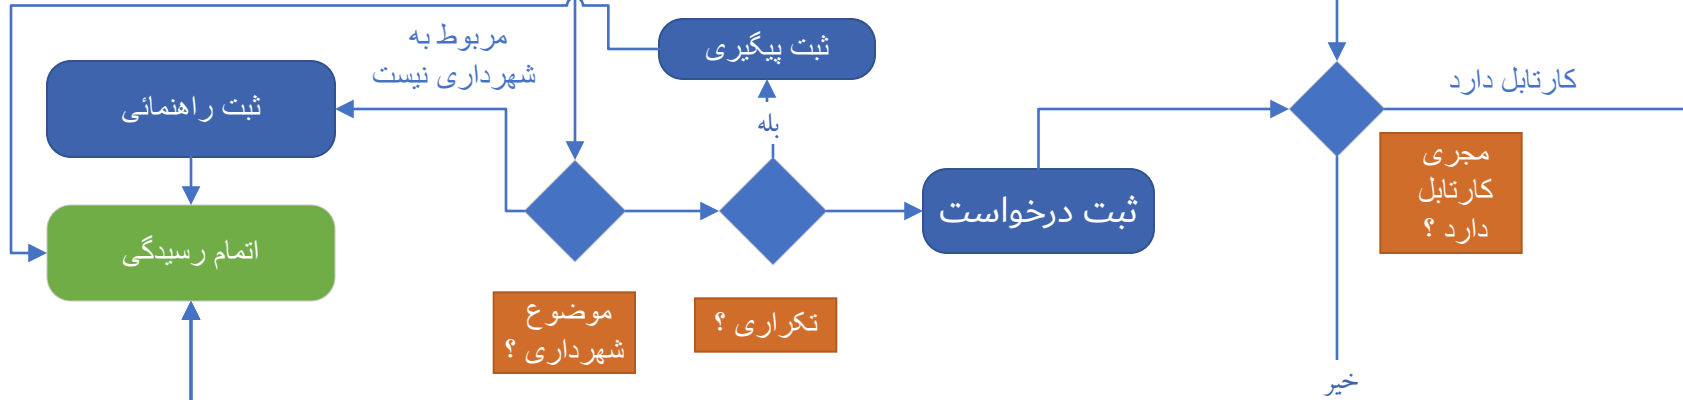 مربوط به
شهرداری نیست
ثبت پیگیری
کارتابل دارد
ثبت راهنمائی
بله
مجری
کارتابل
دارد ؟
ثبت درخواست
اتمام رسیدگی
موضوع
شهرداری ؟
تکراری ؟
خیر